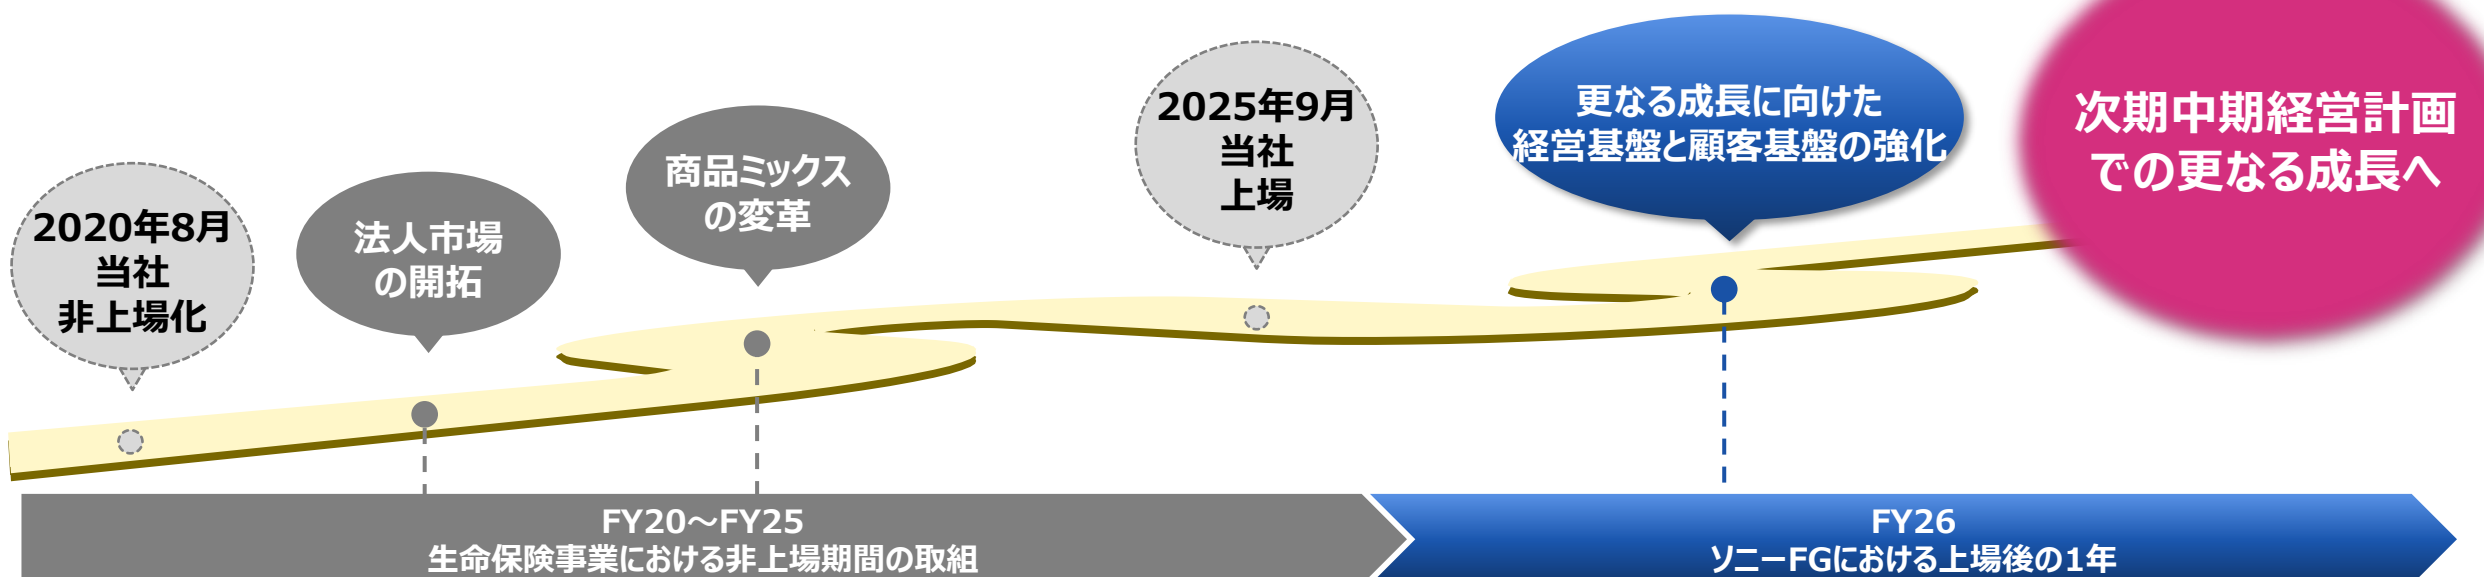 2020年8月
当社
非上場化
法人市場
の開拓
商品ミックス
の変革
2025年9月
当社
上場
更なる成長に向けた
経営基盤と顧客基盤の強化
次期中期経営計画
での更なる成長へ
FY20～FY25
生命保険事業における非上場期間の取組
FY26
ソニーFGにおける上場後の1年